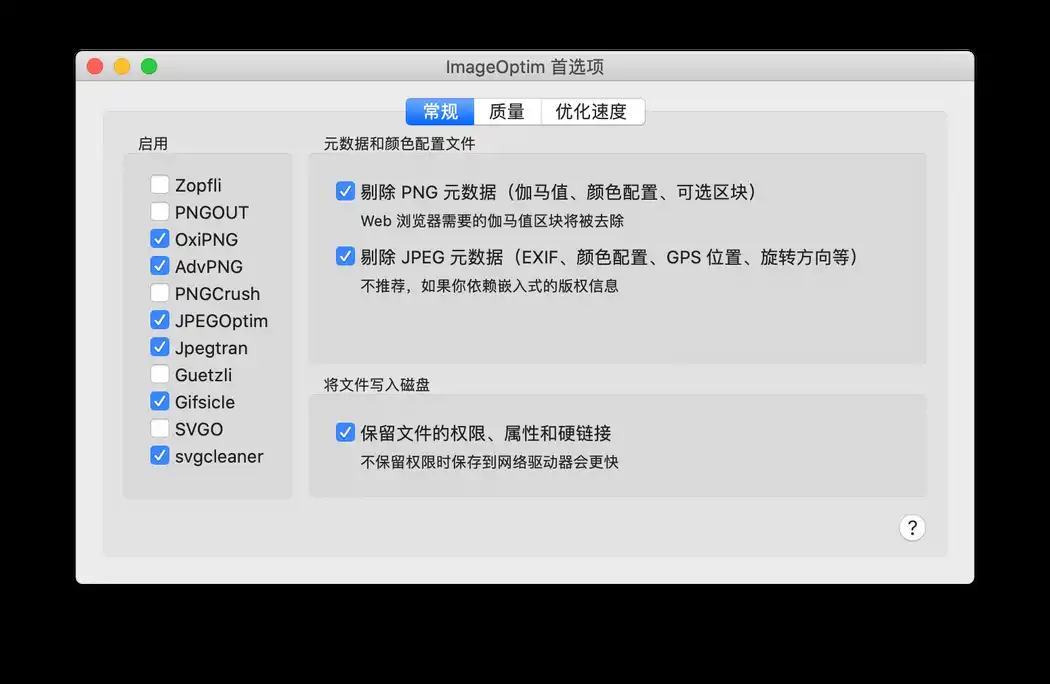 ImageOptim 首选项
常规
质量
优化速度
启用
Zopfli
PNGOUT
OxiPNG
AdvPNG
PNGCrush
JPEGOptim
Jpegtran
Guetzli
Gifsicle
SVGO
svgcleaner
元数据和颜色配置文件
剔除 PNG 元数据（伽马值、颜色配置、可选区块）
Web 浏览器需要的伽马值区块将被去除
剔除 JPEG 元数据（EXIF、颜色配置、GPS 位置、旋转方向等）
不推荐，如果你依赖嵌入式的版权信息
将文件写入磁盘
保留文件的权限、属性和硬链接
不保留权限时保存到网络驱动器会更快
?